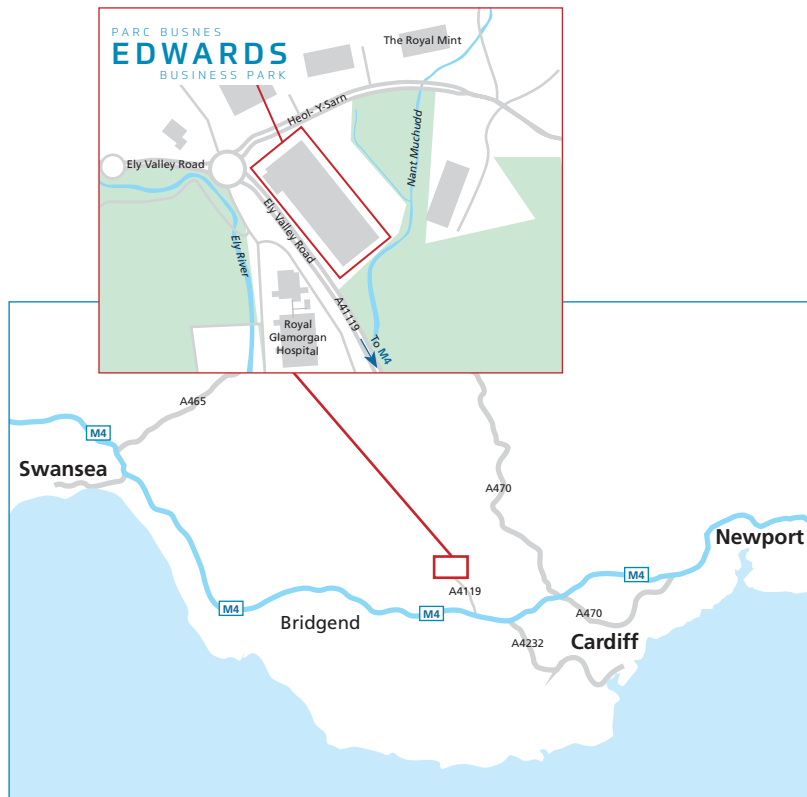 PARC BUSNES
EDWARDS
BUSINESS PARK
The Royal Mint
Heol- Y-Sarn
Nant Muchudd
Ely Valley Road
Ely Valley Road
Ely River
A41119
To M4
Royal
Glamorgan
Hospital
A465
M4
Swansea
A470
Newport
M4
A4119
M4
Bridgend
M4
A470
A4232
Cardiff